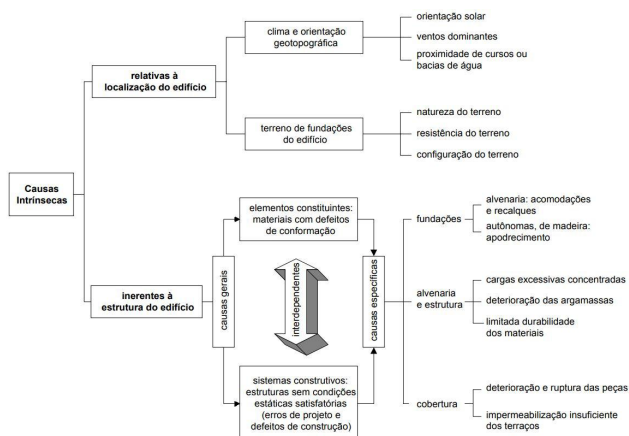 Causas
Intrínsecas
relativas à
localização do edifício
clima e orientação
geotopográfica
orientação solar
ventos dominantes
proximidade de cursos ou
bacias de água
terreno de fundações
do edifício
natureza do terreno
resistência do terreno
configuração do terreno
inerentes à
estrutura do edifício
causas gerais
elementos constituintes:
materiais com defeitos
de conformação
interdependentes
sistemas construtivos:
estruturas sem condições
estáticas satisfatórias
(erros de projeto e
defeitos de construção)
causas específicas
fundações
alvenaria: acomodações
e recalques
autônomas, de madeira:
apodrecimento
alvenaria
e estrutura
cargas excessivas concentradas
deterioração das argamassas
limitada durabilidade
dos materiais
cobertura
deterioração e ruptura das peças
impermeabilização insuficiente
dos terraços